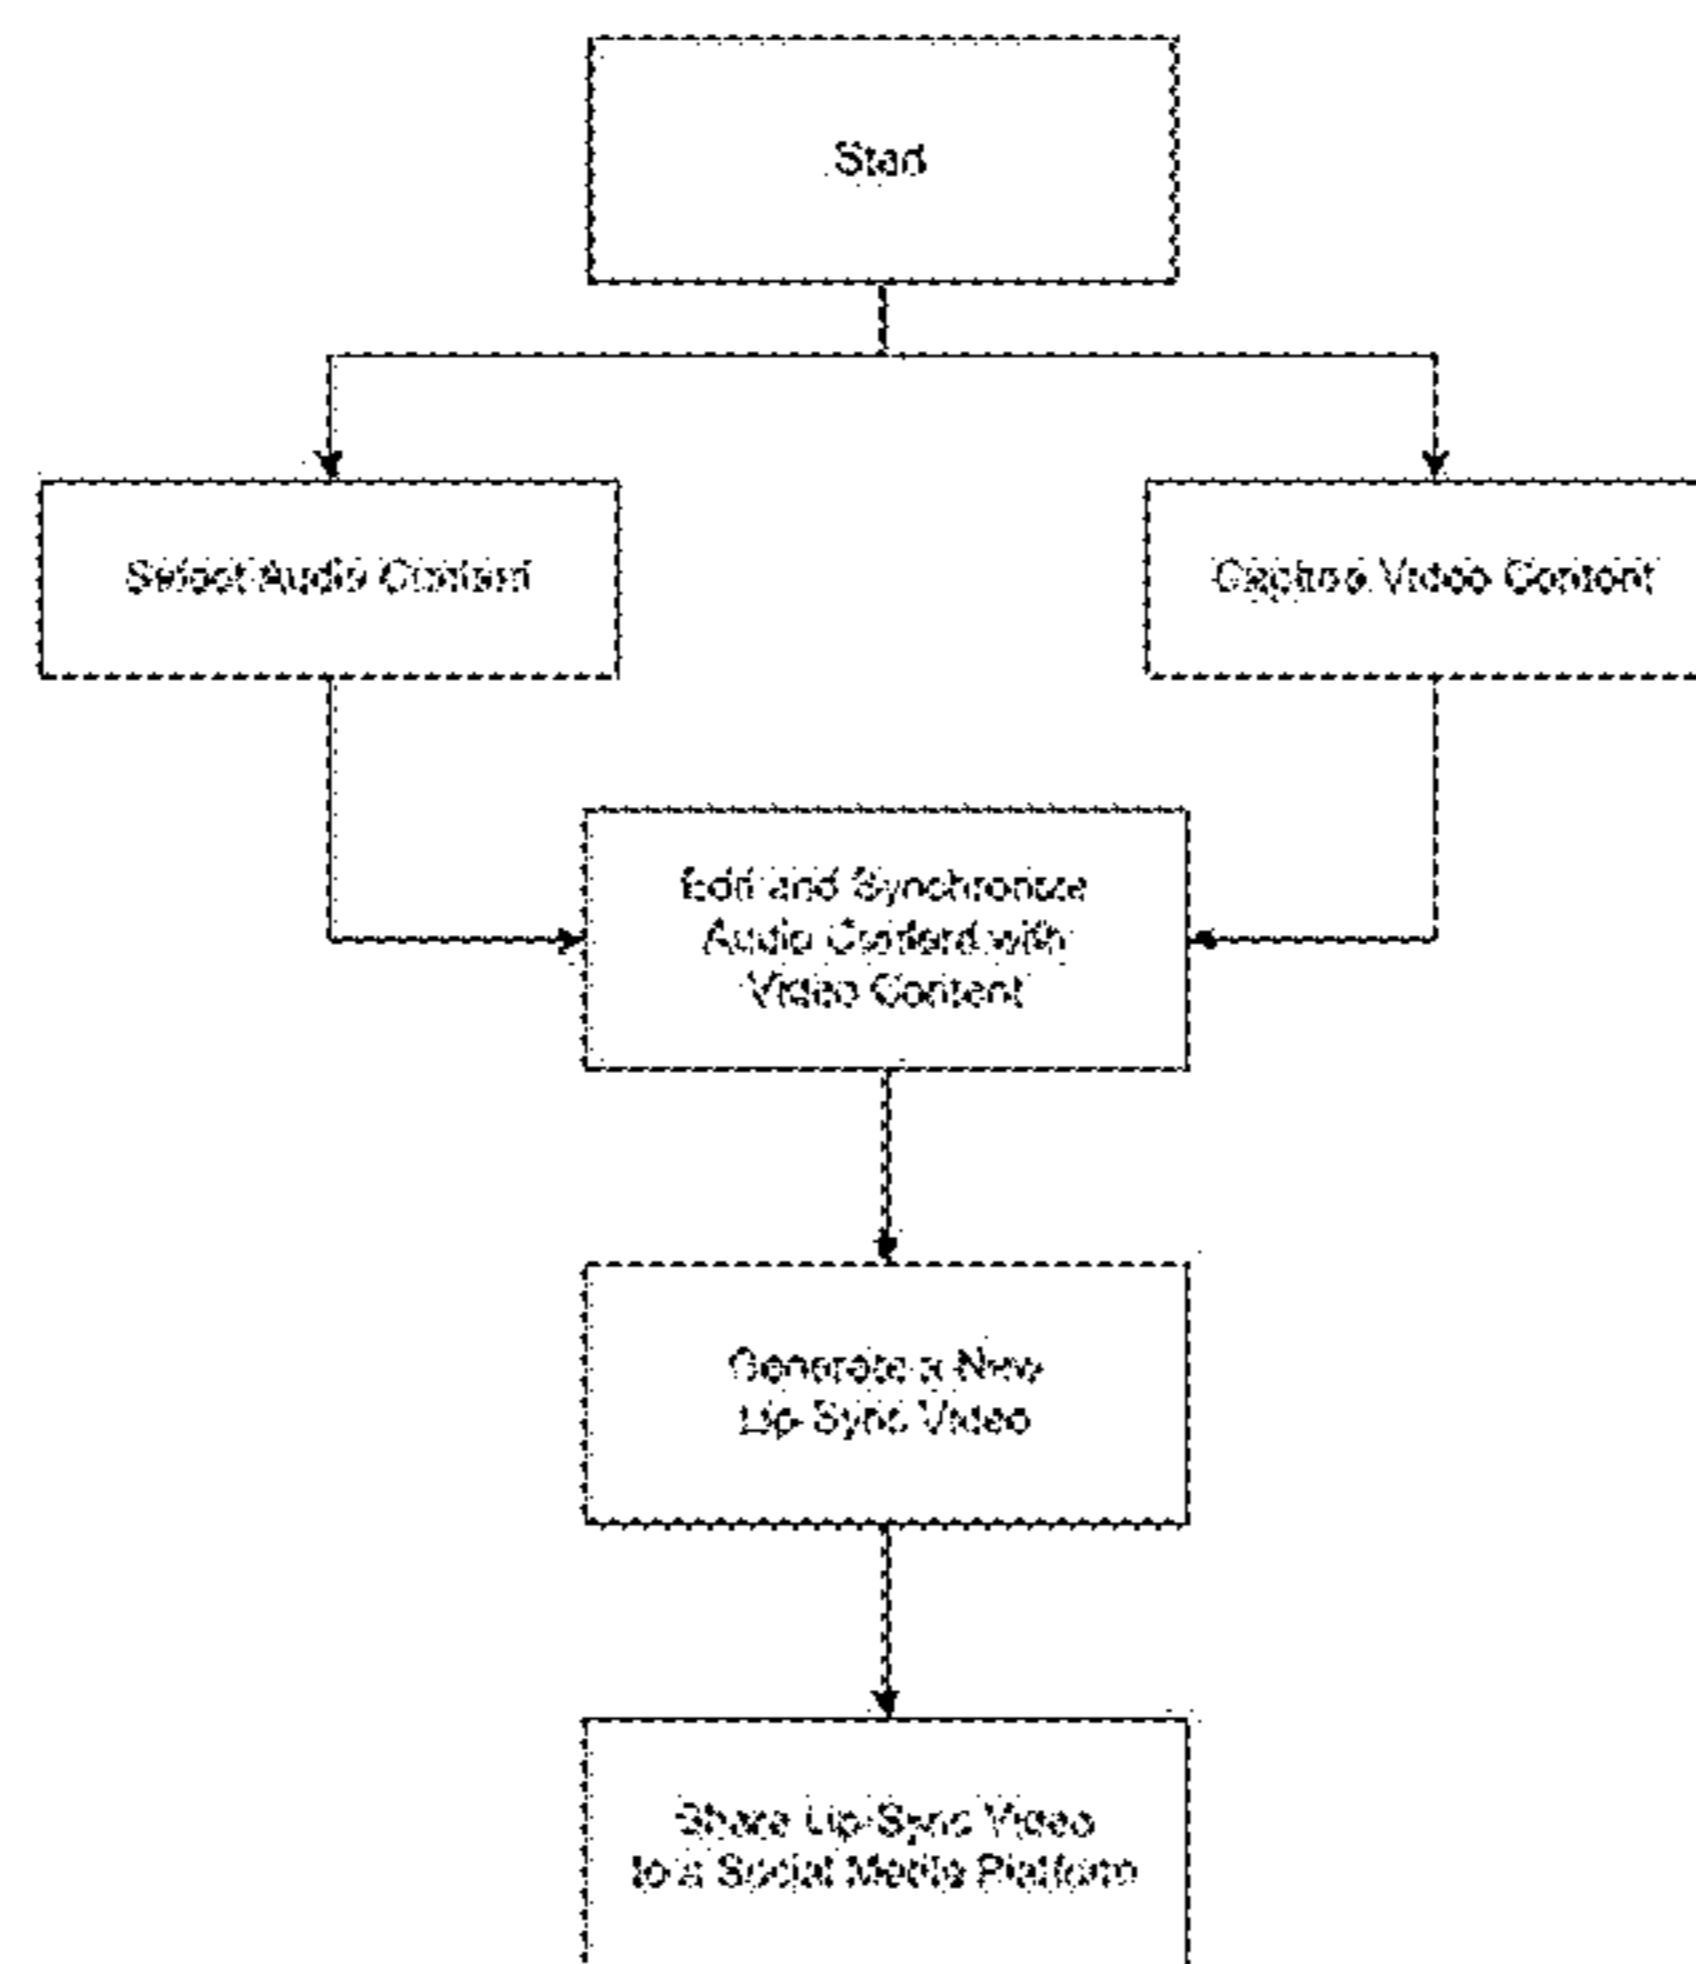 Start
Select Audio Content
Capture Video Content
Edit and Synchronize
Audio Content with
Video Content
Generate a New
Lip-Sync Video
Share Lip-Sync Video
to a Social Media Platform